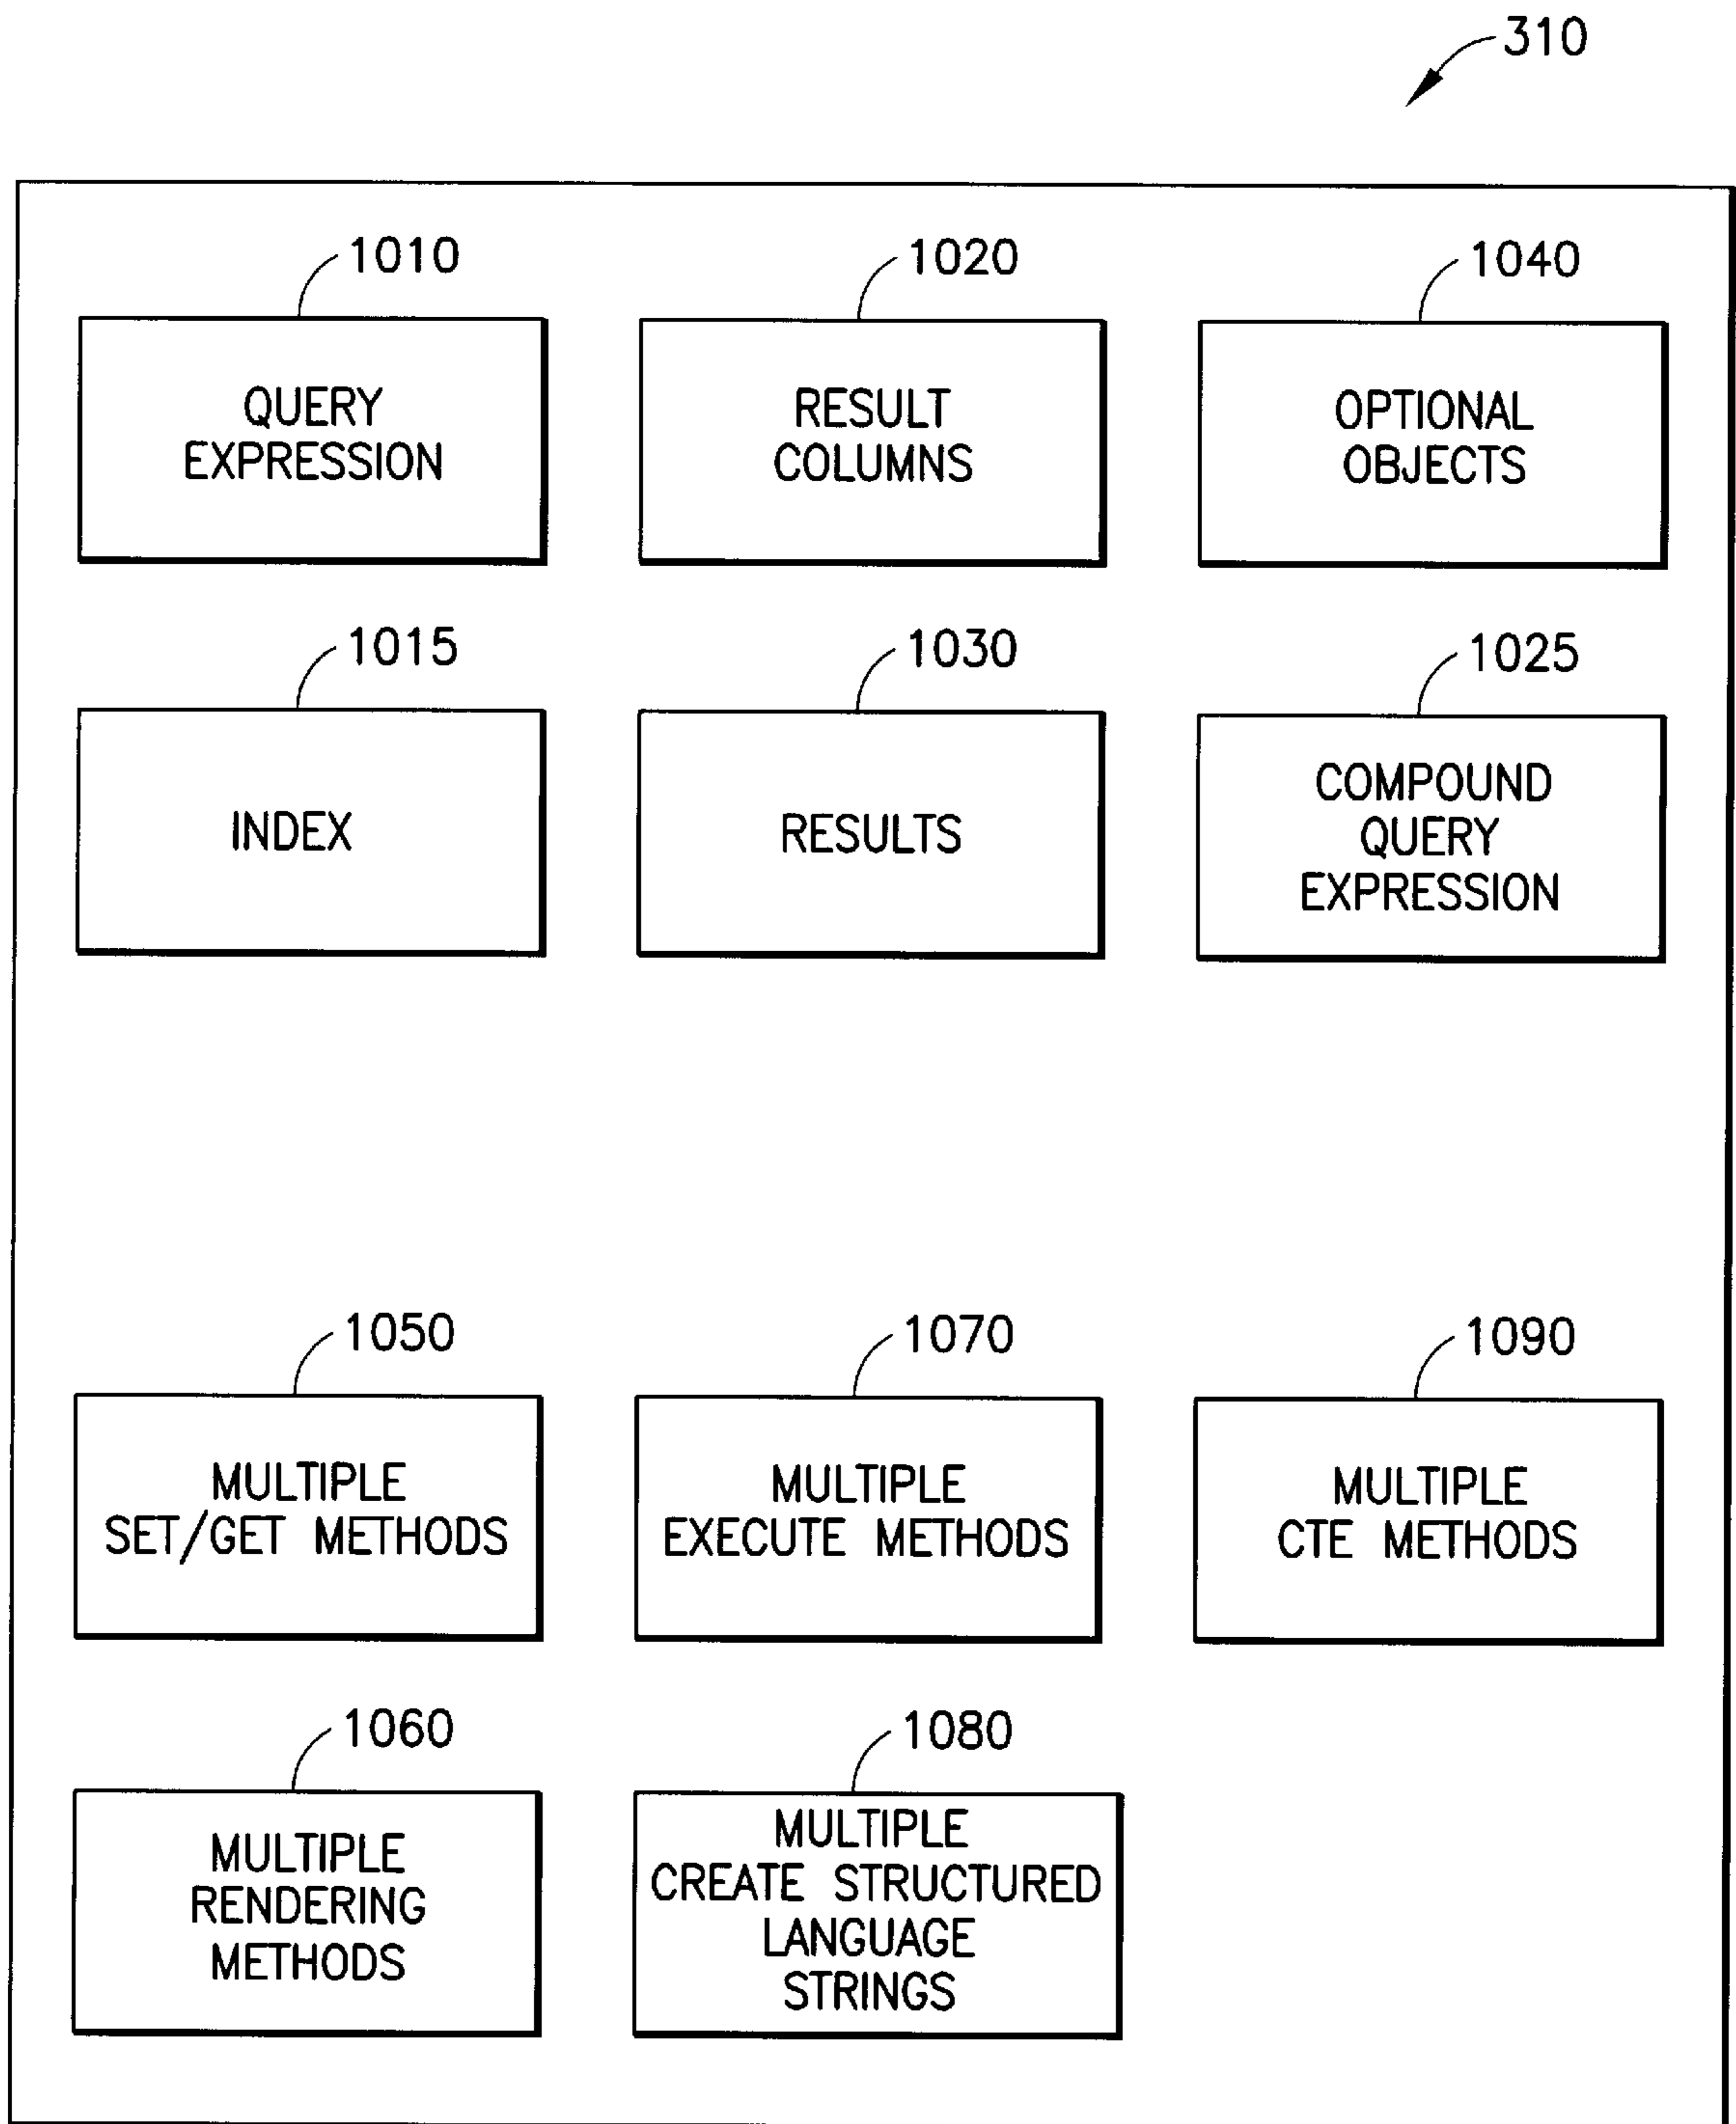 310
1010
QUERY
EXPRESSION
1020
RESULT
COLUMNS
1040
OPTIONAL
OBJECTS
1015
INDEX
1030
RESULTS
1025
COMPOUND
QUERY
EXPRESSION
1050
MULTIPLE
SET/GET METHODS
1070
MULTIPLE
EXECUTE METHODS
1090
MULTIPLE
CTE METHODS
1060
MULTIPLE
RENDERING
METHODS
1080
MULTIPLE
CREATE STRUCTURED
LANGUAGE
STRINGS